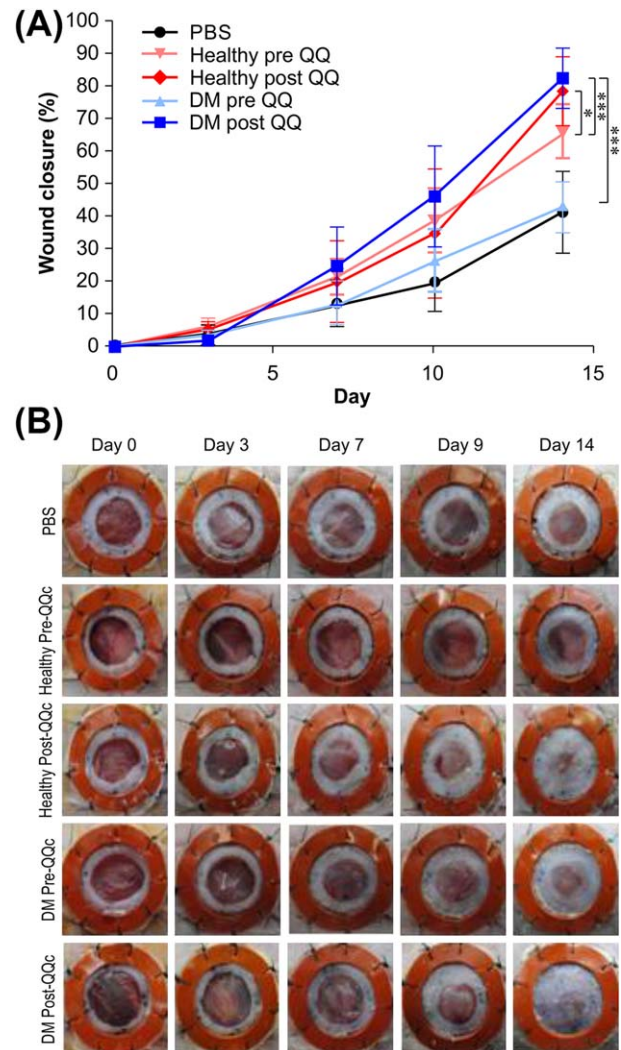 (A)
100
90
80
70
60
50
40
30
20
10
0
Wound closure (%)
PBS
Healthy pre QQ
Healthy post QQ
DM pre QQ
DM post QQ
*
***
***
0
5
10
15
Day
(B)
Day 0
Day 3
Day 7
Day 9
Day 14
PBS
Healthy Pre-QQc
Healthy Post-QQc
DM Pre-QQc
DM Post-QQc